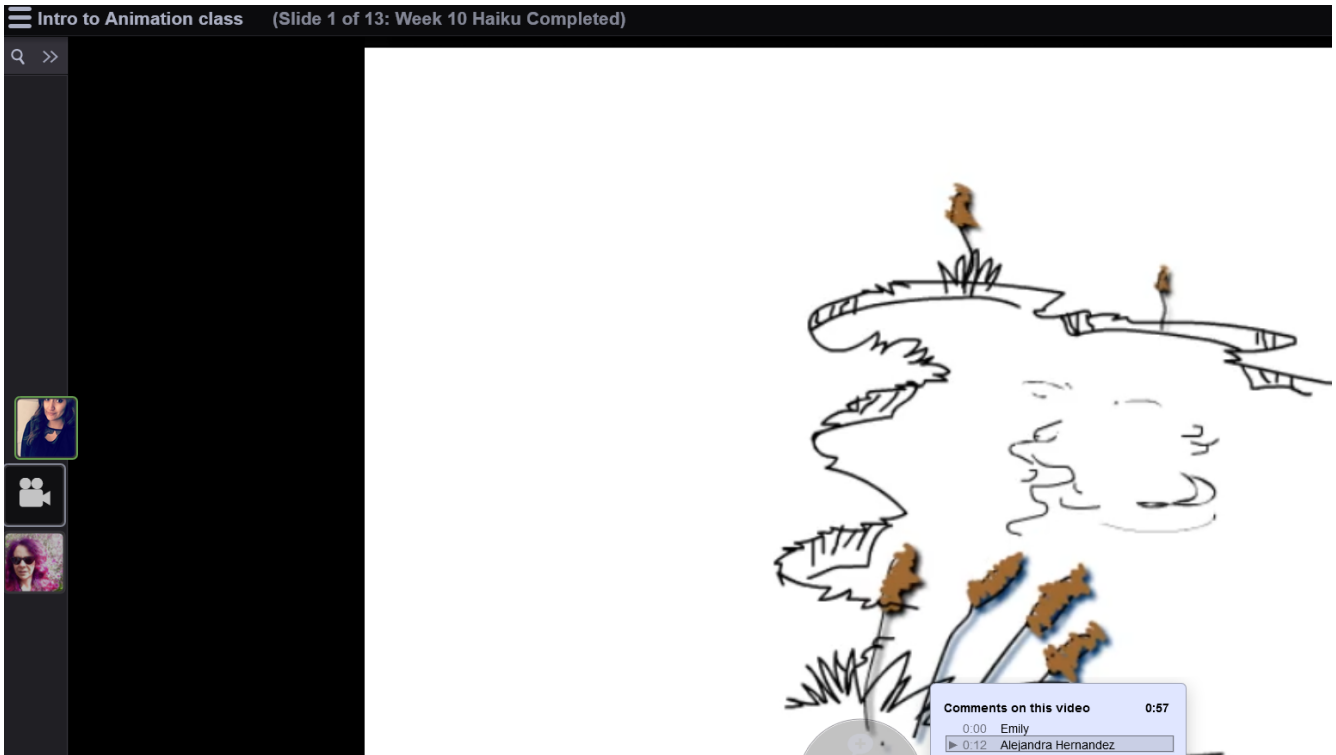 Intro to Animation class (Slide 1 of 13: Week 10 Haiku Completed)
Comments on this video 0:57
0:00 Emily
0:12 Alejandra Hernandez